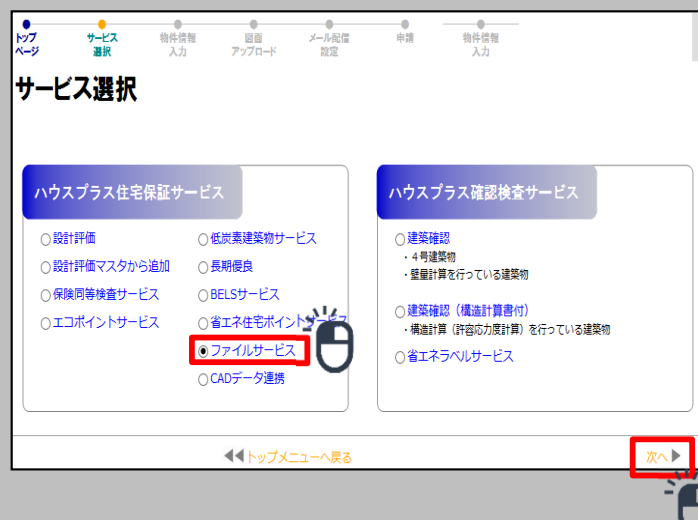 トップ
ページ
サービス
選択
物件情報
入力
図面
アップロード
メール配信
設定
申請
物件情報
入力
サービス選択
ハウスプラス住宅保証サービス
設計評価
設計評価マスタから追加
保険同等検査サービス
エコポイントサービス
低炭素建築物サービス
長期優良
BELSサービス
省エネ住宅ポイントサービス
ファイルサービス
CADデータ連携
ハウスプラス確認検査サービス
建築確認
・4号建築物
・壁量計算を行っている建築物
建築確認（構造計算書付）
・構造計算（許容応力度計算）を行っている建築物
省エネラベルサービス
◀◀トップメニューへ戻る
次へ▶